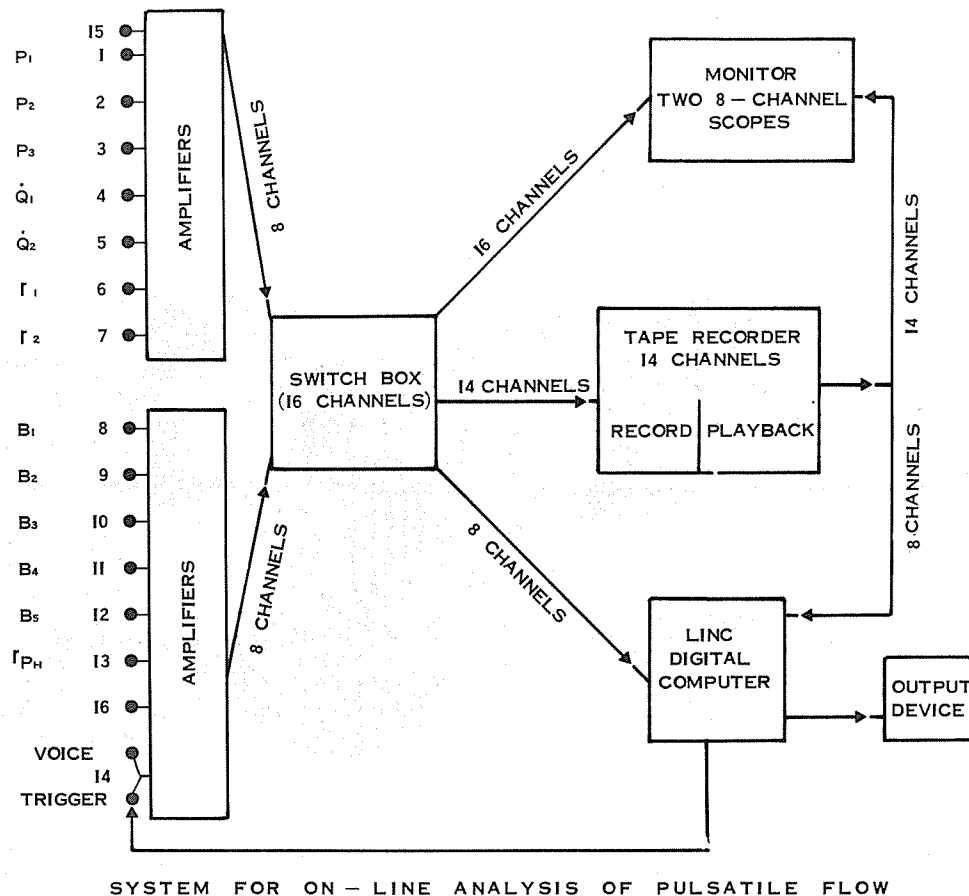 15
P1 1
P2 2
P3 3
Q̇1 4
Q̇2 5
r1 6
r2 7
AMPLIFIERS
8 CHANNELS
B1 8
B2 9
B3 10
B4 11
B5 12
rPH 13
16
VOICE
14
TRIGGER
AMPLIFIERS
8 CHANNELS
SWITCH BOX
(16 CHANNELS)
16 CHANNELS
14 CHANNELS
8 CHANNELS
MONITOR
TWO 8 – CHANNEL
SCOPES
TAPE RECORDER
14 CHANNELS
RECORD PLAYBACK
14 CHANNELS
8 CHANNELS
LINC
DIGITAL
COMPUTER
OUTPUT
DEVICE
SYSTEM FOR ON – LINE ANALYSIS OF PULSATILE FLOW